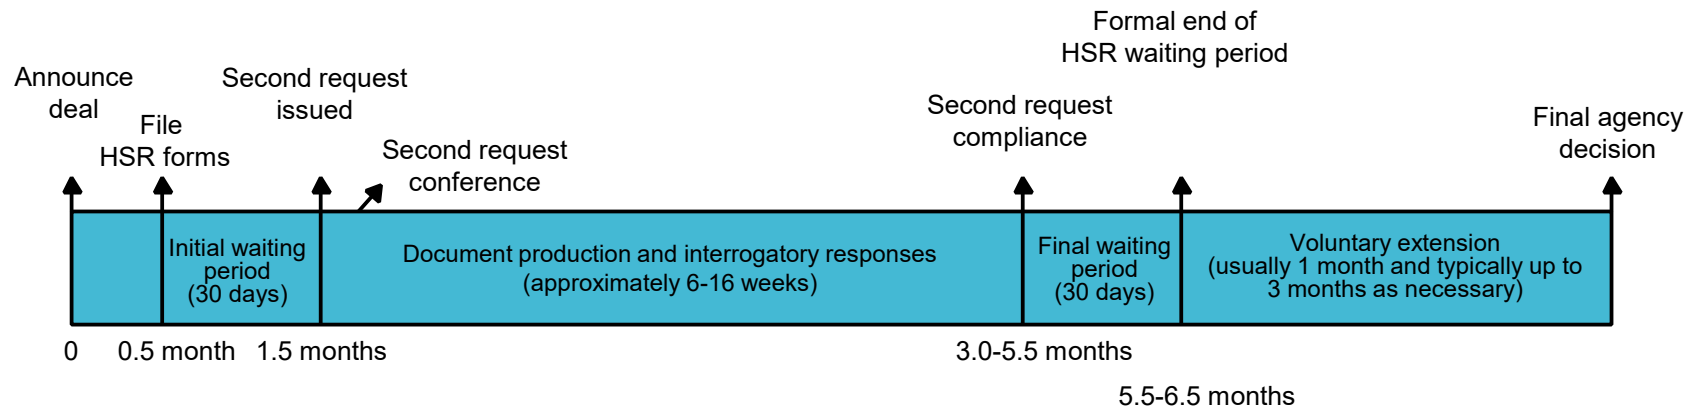 Announce
deal
File
HSR forms
Second request
issued
Second request
conference
Second request
compliance
Formal end of
HSR waiting period
Final agency
decision
Initial waiting
period
(30 days)
Document production and interrogatory responses
(approximately 6-16 weeks)
Final waiting
period
(30 days)
Voluntary extension
(usually 1 month and typically up to
3 months as necessary)
0
0.5 month
1.5 months
3.0-5.5 months
5.5-6.5 months